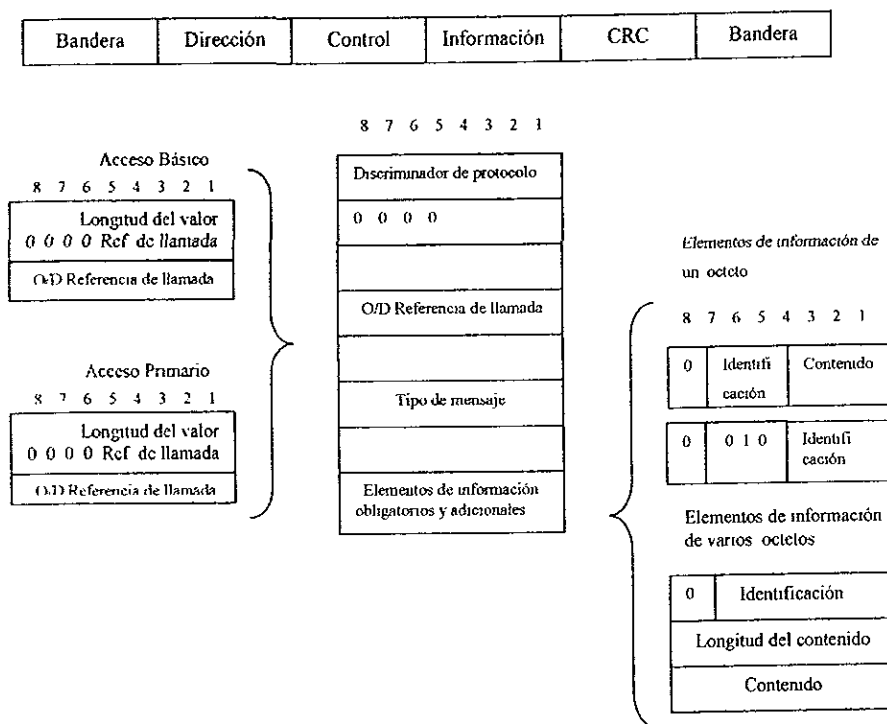 Bandera Dirección Control Información CRC Bandera
Acceso Básico
8 7 6 5 4 3 2 1
Longitud del valor
0 0 0 0 Ref de llamada
O/D Referencia de llamada
Acceso Primario
8 7 6 5 4 3 2 1
Longitud del valor
0 0 0 0 Ref de llamada
O/D Referencia de llamada
8 7 6 5 4 3 2 1
Discriminador de protocolo
0 0 0 0
O/D Referencia de llamada
Tipo de mensaje
Elementos de información
obligatorios y adicionales
Elementos de información de
un octeto
8 7 6 5 4 3 2 1
0 Identifi Contenido
cación
0 0 1 0 Identifi
cación
Elementos de información
de varios octetos
0 Identificación
Longitud del contenido
Contenido